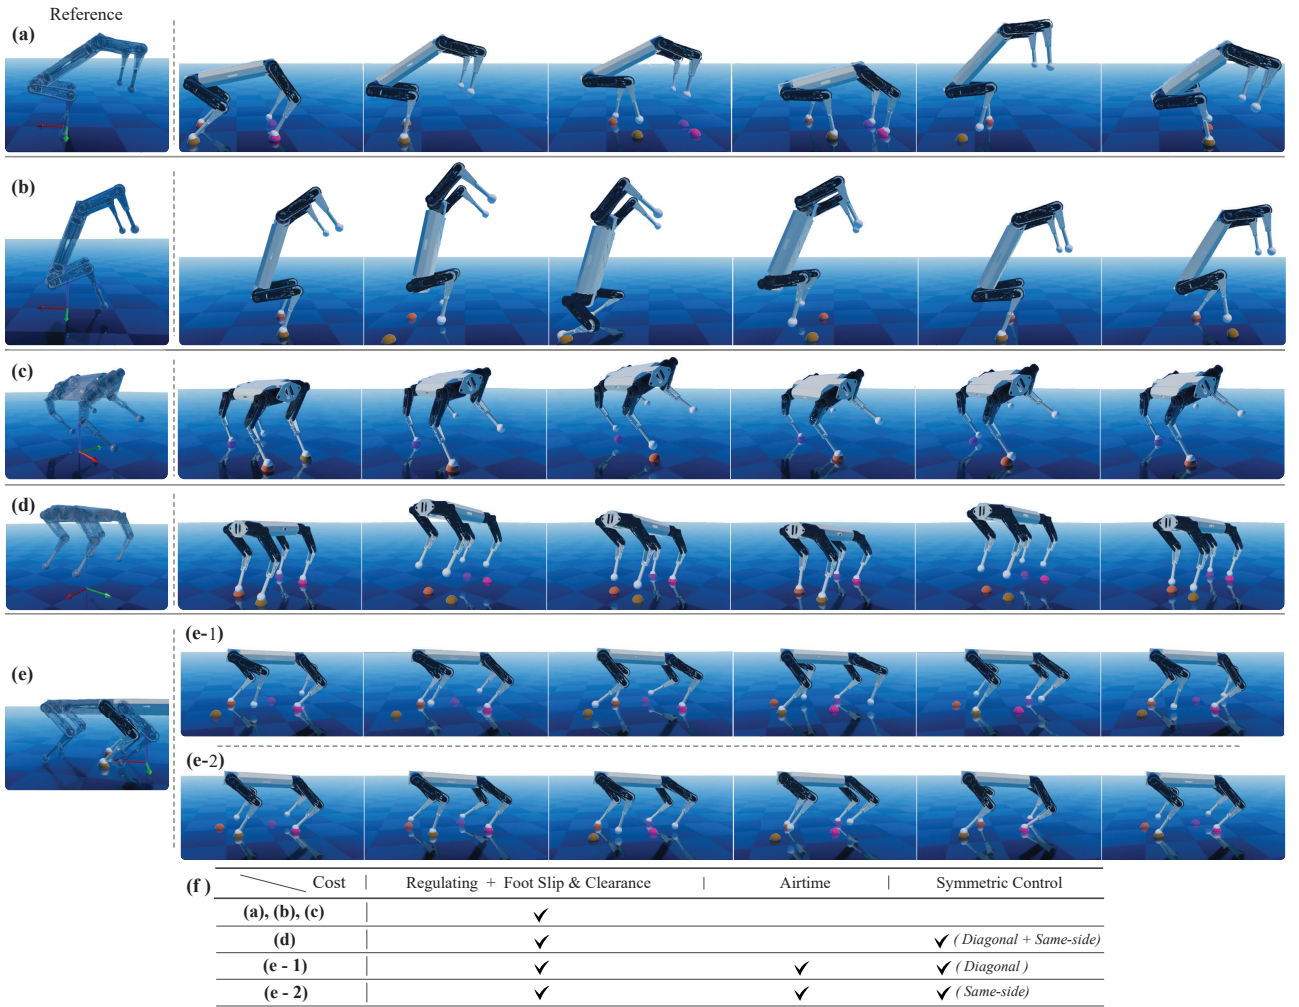 Reference
(a)
(b)
(c)
(d)
(e-1)
(e)
(e-2)
(f ) Cost | Regulating + Foot Slip & Clearance | Airtime | Symmetric Control
(a), (b), (c) | ✓
(d) | ✓ ✓ ( Diagonal + Same-side)
(e - 1) | ✓ ✓ ✓ ( Diagonal )
(e - 2) | ✓ ✓ ✓ ( Same-side)